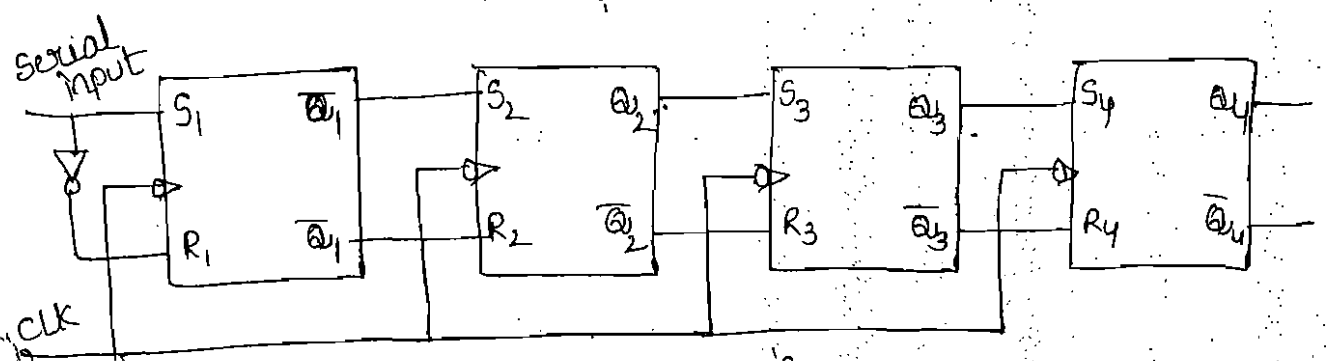 Serial
input
S₁ Q̅₁ S₂ Q₂ S₃ Q₃ S₄ Q₄
R₁ Q̅₁ R₂ Q̅₂ R₃ Q̅₃ R₄ Q̅₄
CLK